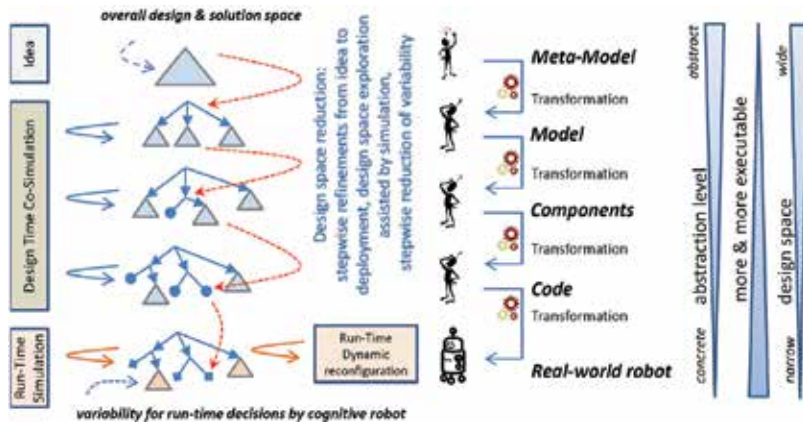 overall design & solution space
Idea
Design Time Co-Simulation
Run-Time
Simulation
Design space reduction:
stepwise refinements from idea to
deployment, design space exploration
assisted by simulation,
stepwise reduction of variability
Run-Time
Dynamic
reconfiguration
variability for run-time decisions by cognitive robot
Meta-Model
Transformation
Model
Transformation
Components
Transformation
Code
Transformation
Real-world robot
abstract
abstraction level
concrete
more & more executable
wide
design space
narrow